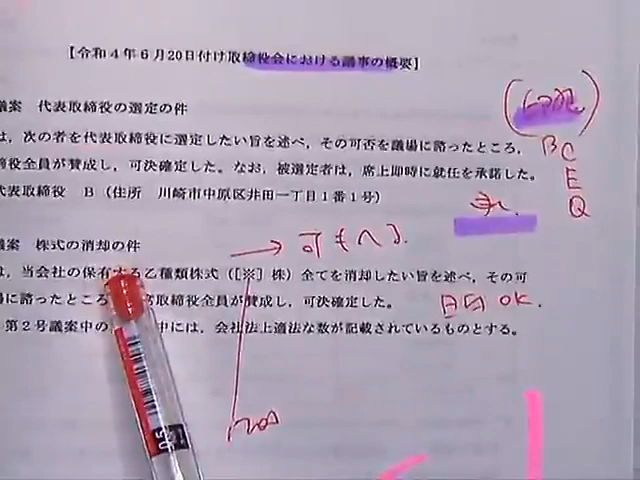 【令和4年6月20日付け取締役会における議事の概要】
議案 代表取締役の選定の件
は、次の者を代表取締役に選定したい旨を述べ、その可否を議場に諮ったところ、
締役全員が賛成し、可決確定した。なお、被選定者は、席上即時に就任を承諾した。
代表取締役 B（住所 川崎市中原区井田一丁目1番1号）
B C
E
Q
議案 株式の消却の件
は、当会社の保有する乙種類株式（[※]株）全てを消却したい旨を述べ、その可
に諮ったところ 取締役全員が賛成し、可決確定した。
OK.
第2号議案中の 中には、会社法上適法な数が記載されているものとする。
0.5